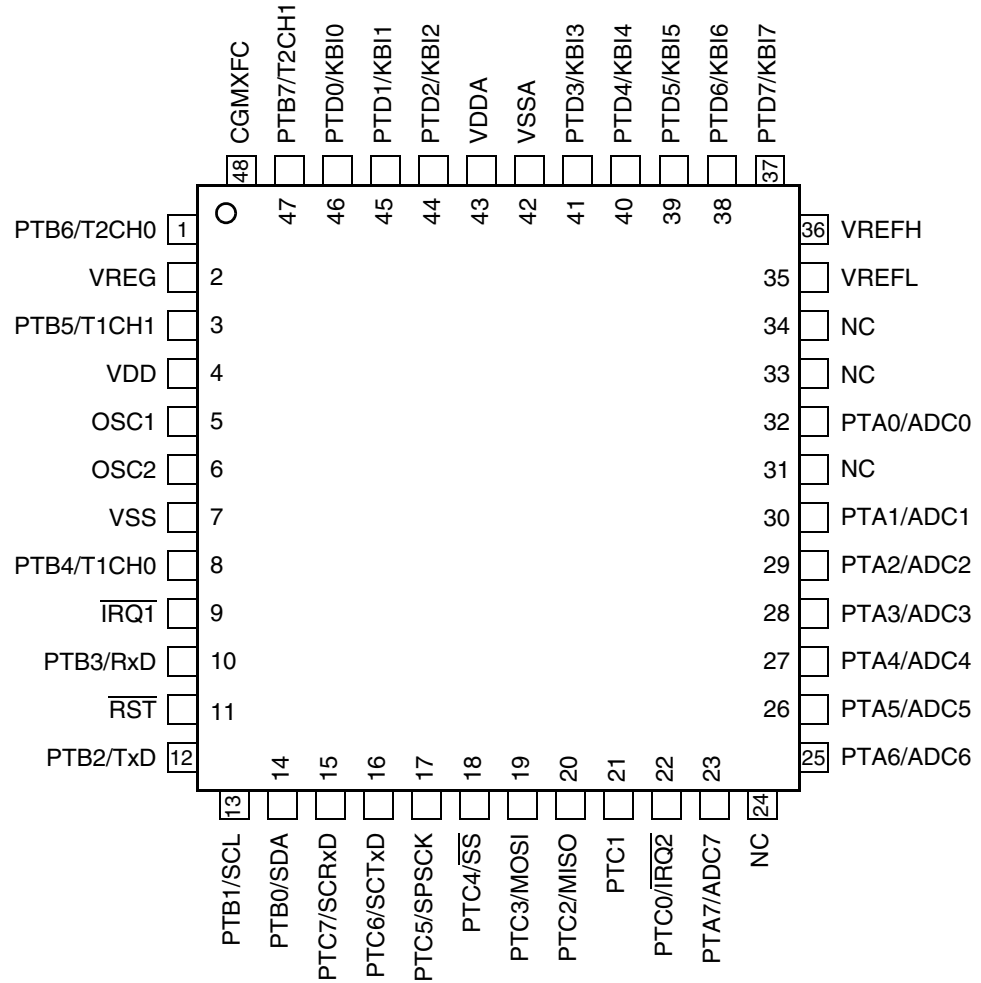 CGMXFC
PTB7/T2CH1
PTD0/KBI0
PTD1/KBI1
PTD2/KBI2
VDDA
VSSA
PTD3/KBI3
PTD4/KBI4
PTD5/KBI5
PTD6/KBI6
PTD7/KBI7
48
47
46
45
44
43
42
41
40
39
38
37
PTB6/T2CH0 1
VREG 2
PTB5/T1CH1 3
VDD 4
OSC1 5
OSC2 6
VSS 7
PTB4/T1CH0 8
IRQ1 9
PTB3/RxD 10
RST 11
PTB2/TxD 12
36 VREFH
35 VREFL
34 NC
33 NC
32 PTA0/ADC0
31 NC
30 PTA1/ADC1
29 PTA2/ADC2
28 PTA3/ADC3
27 PTA4/ADC4
26 PTA5/ADC5
25 PTA6/ADC6
13
14
15
16
17
18
19
20
21
22
23
24
PTB1/SCL
PTB0/SDA
PTC7/SCRxD
PTC6/SCTxD
PTC5/SPSCK
PTC4/SS
PTC3/MOSI
PTC2/MISO
PTC1
PTC0/IRQ2
PTA7/ADC7
NC